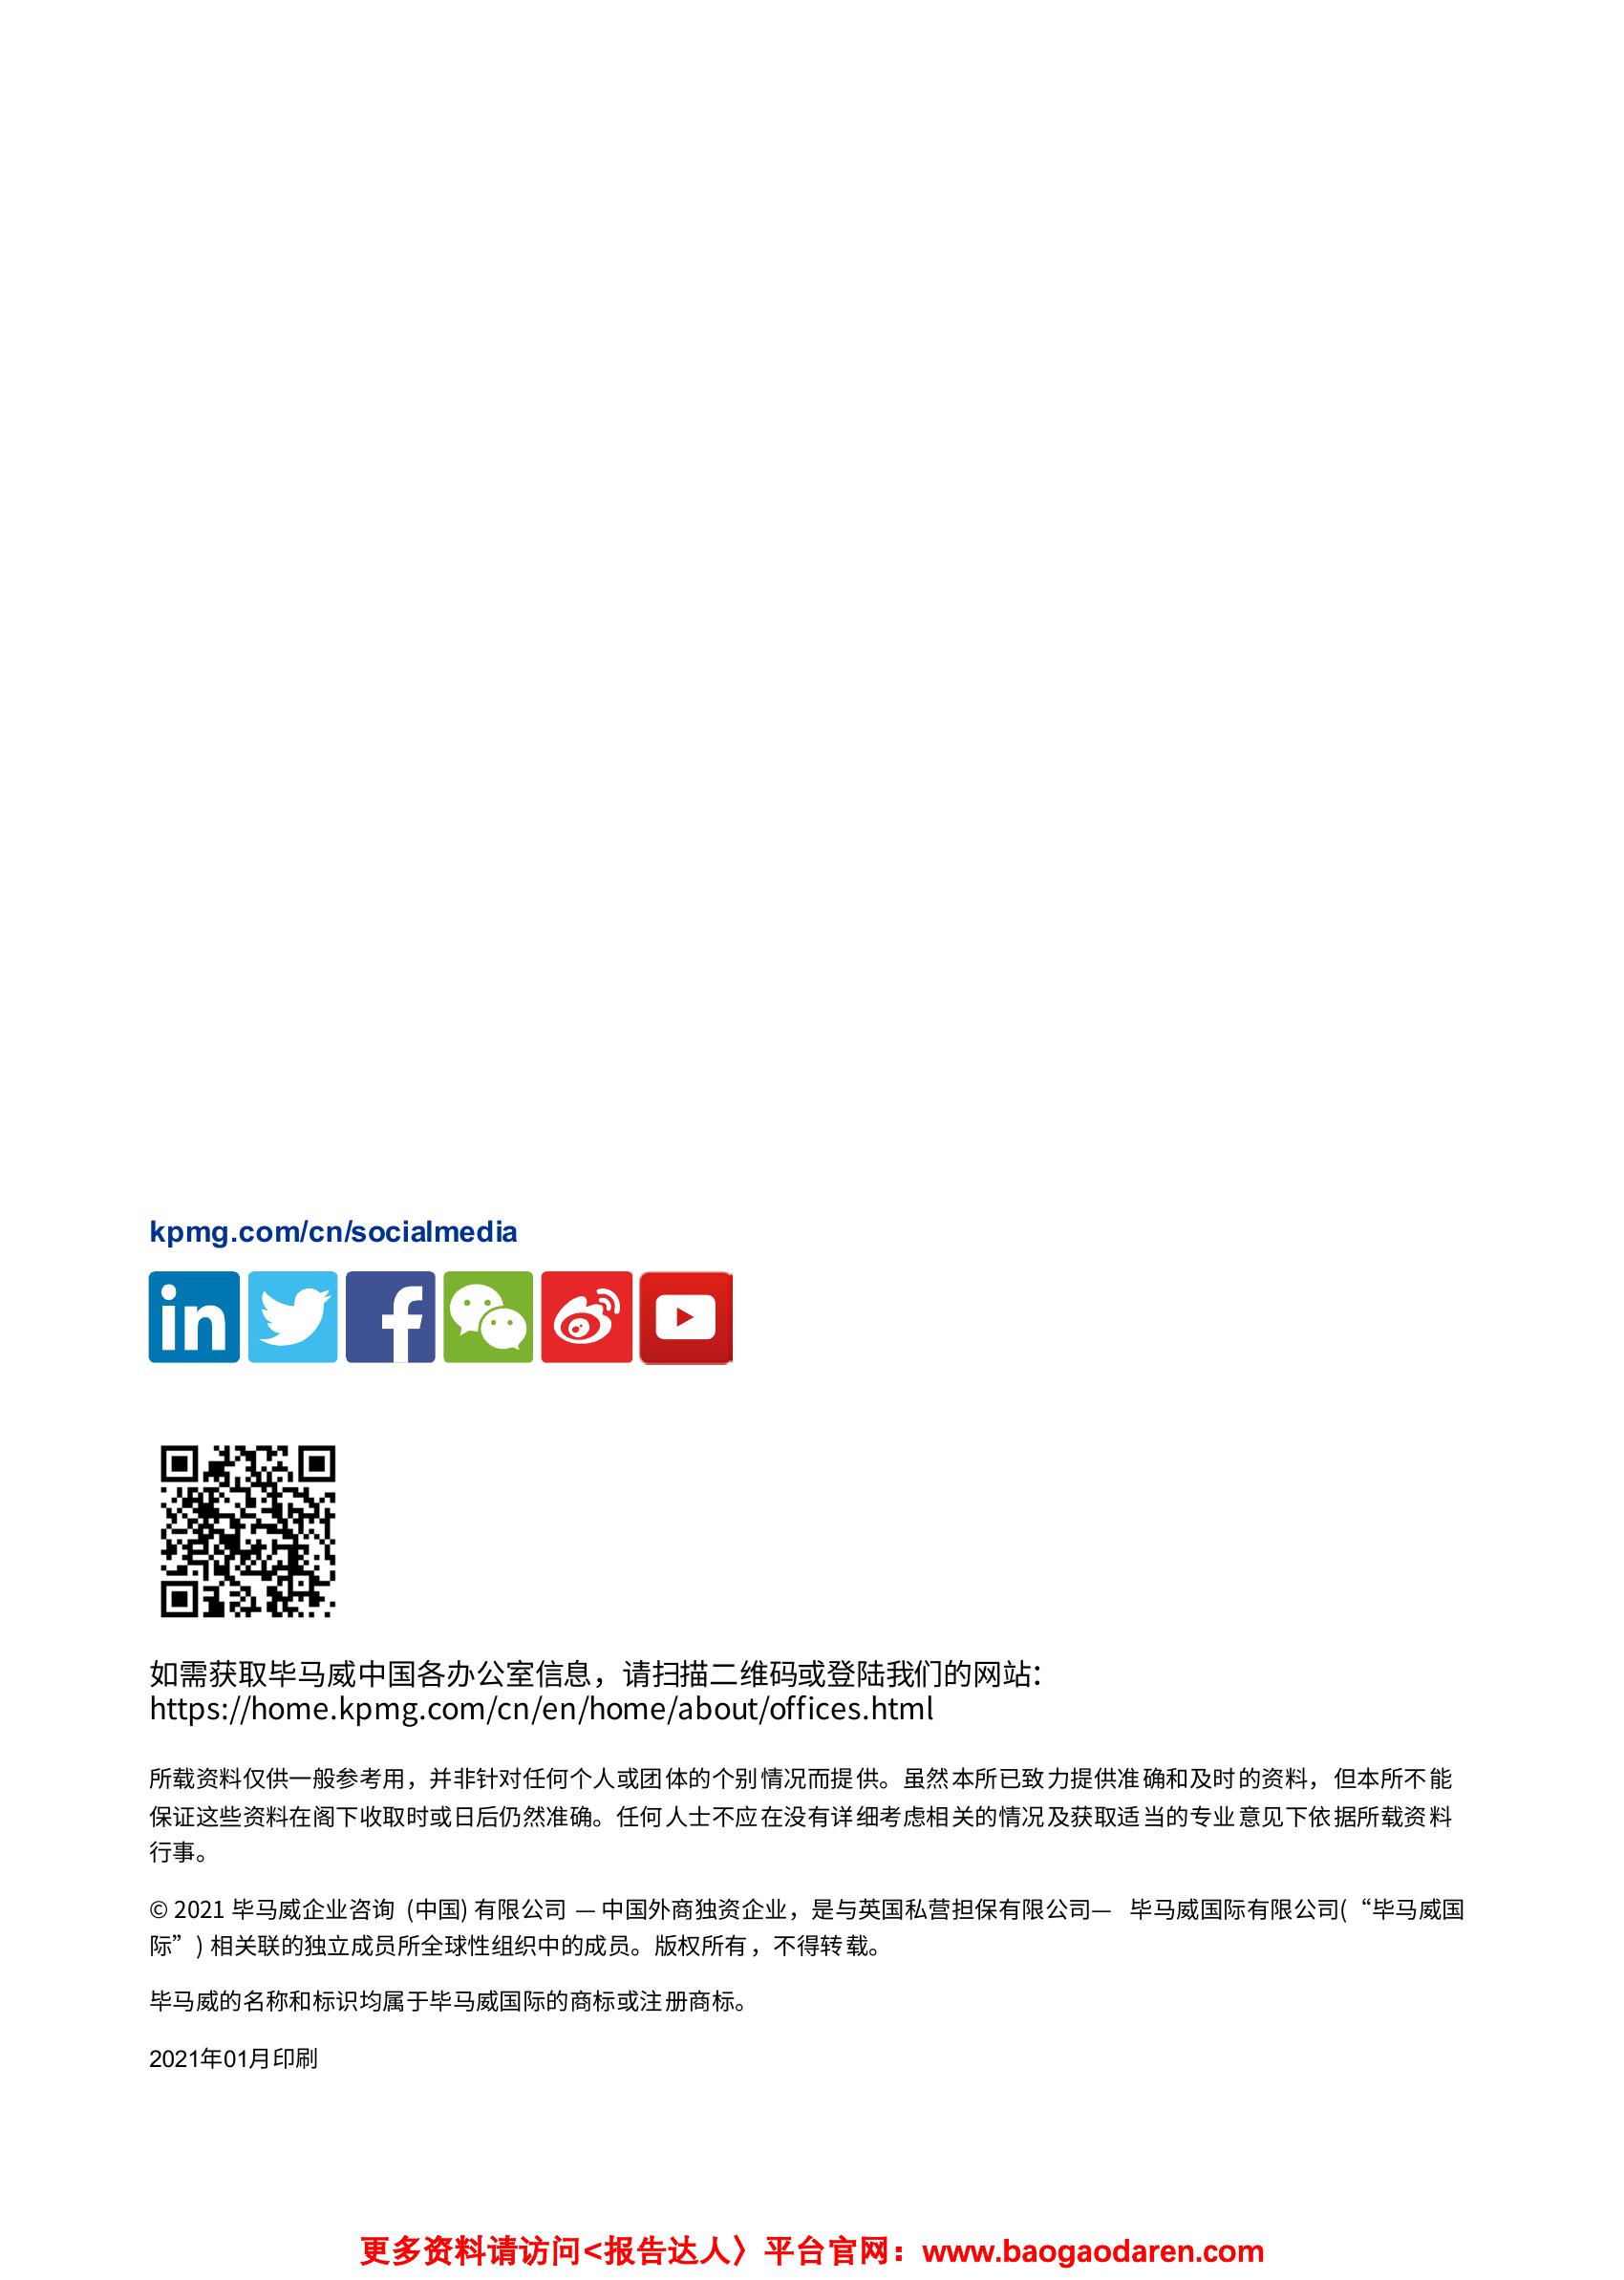 kpmg.com/cn/socialmedia
in
f
如需获取毕马威中国各办公室信息，请扫描二维码或登陆我们的网站：
https://home.kpmg.com/cn/en/home/about/offices.html
所载资料仅供一般参考用，并非针对任何个人或团体的个别情况而提供。虽然本所已致力提供准确和及时的资料，但本所不能
保证这些资料在阁下收取时或日后仍然准确。任何人士不应在没有详细考虑相关的情况及获取适当的专业意见下依据所载资料
行事。
© 2021 毕马威企业咨询 (中国) 有限公司 — 中国外商独资企业，是与英国私营担保有限公司— 毕马威国际有限公司(“毕马威国
际”) 相关联的独立成员所全球性组织中的成员。版权所有，不得转载。
毕马威的名称和标识均属于毕马威国际的商标或注册商标。
2021年01月印刷
更多资料请访问<报告达人〉平台官网：www.baogaodaren.com